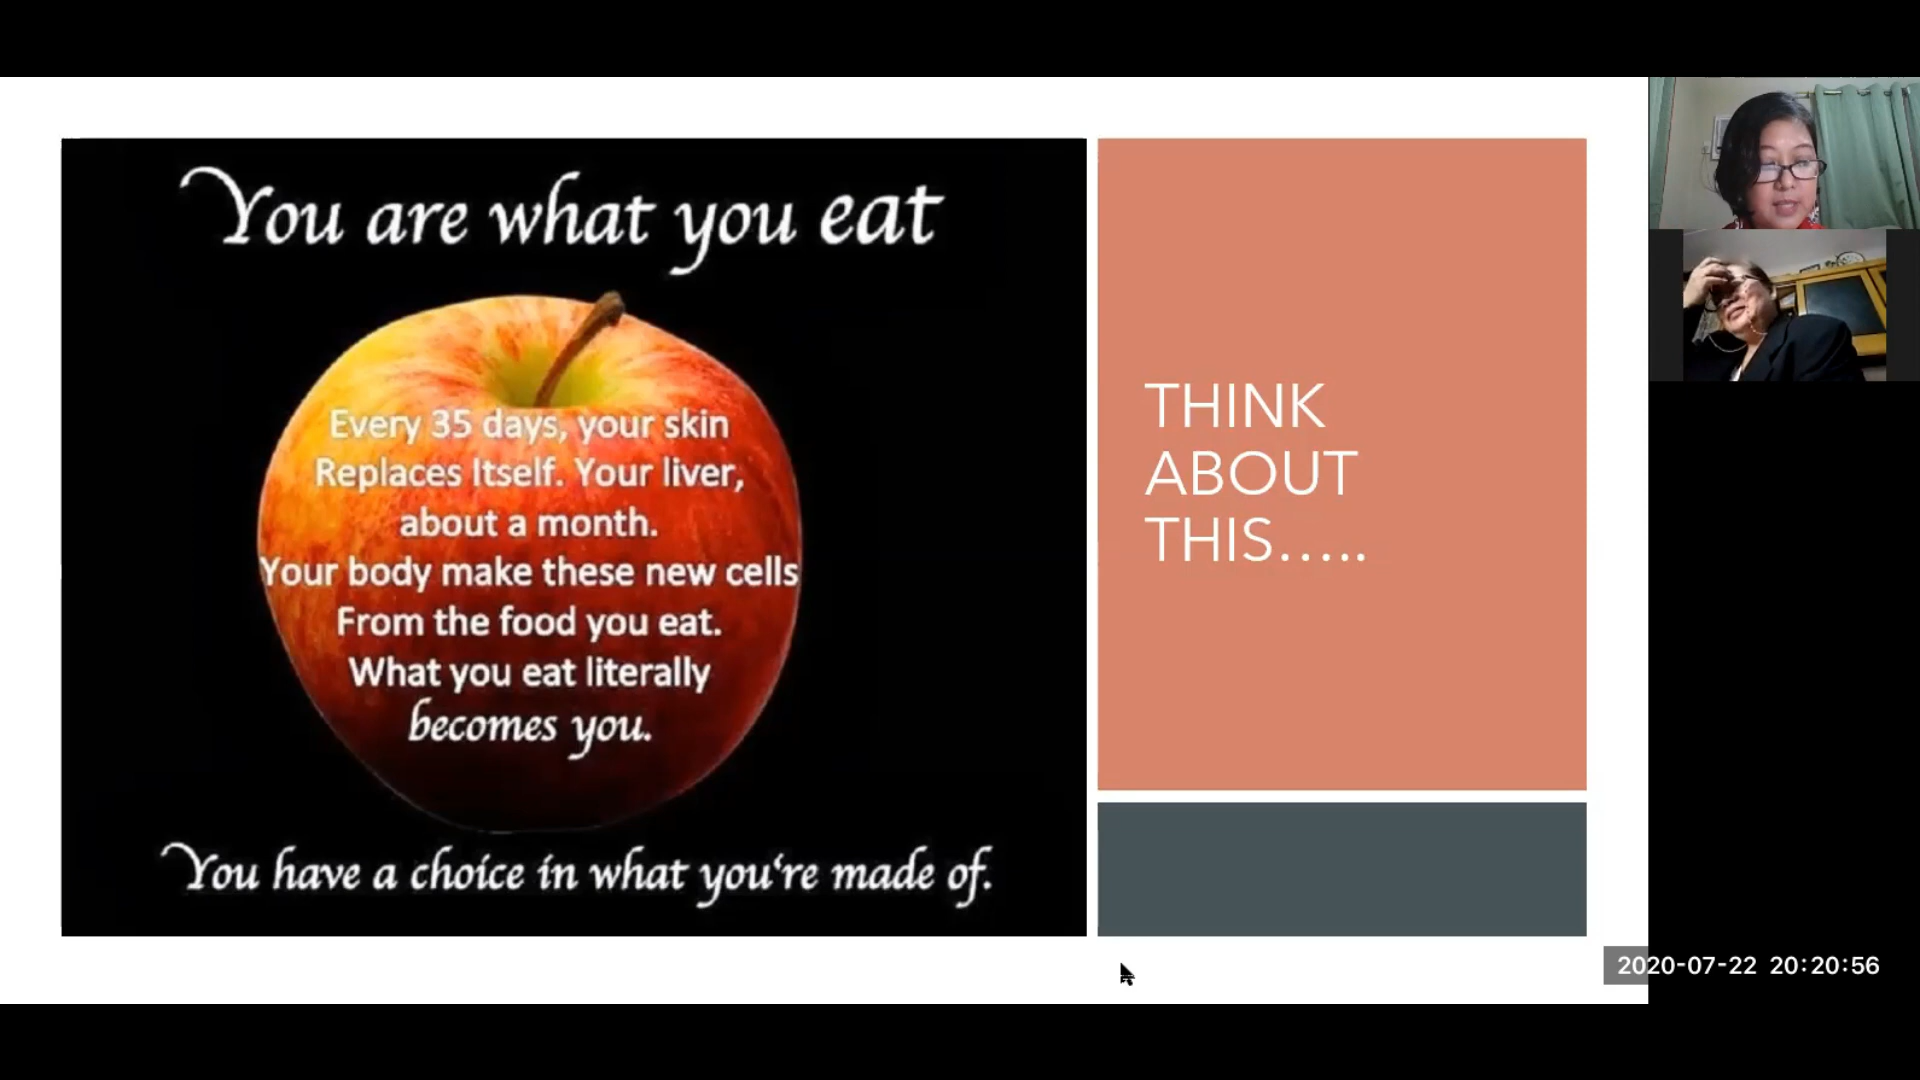 You are what you eat
Every 35 days, your skin
Replaces Itself. Your liver,
about a month.
Your body make these new cells
From the food you eat.
What you eat literally
becomes you.
You have a choice in what you're made of.
THINK
ABOUT
THIS.....
2020-07-22 20:20:56